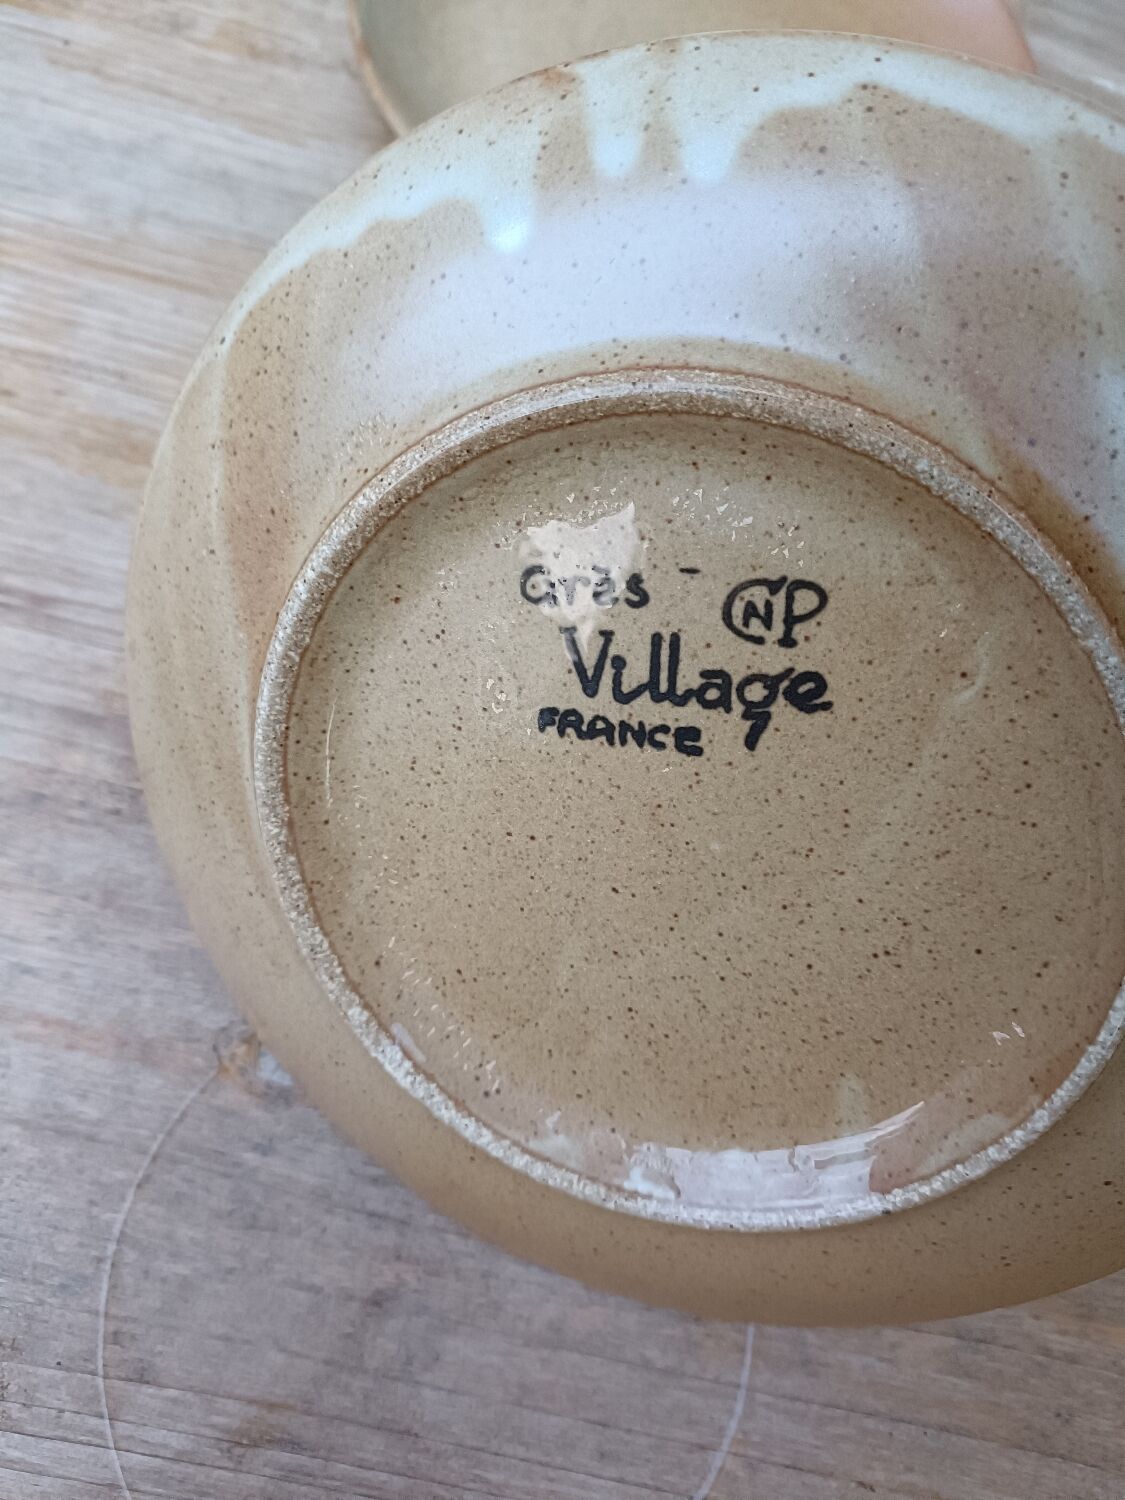 Grès - CNP
Village
FRANCE